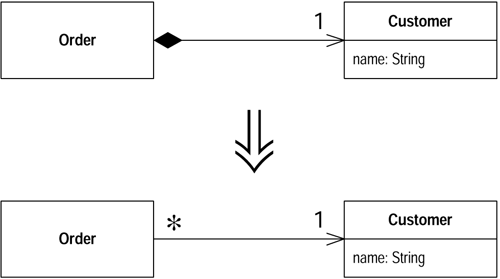 Order
1
Customer
name: String
Order
*
1
Customer
name: String